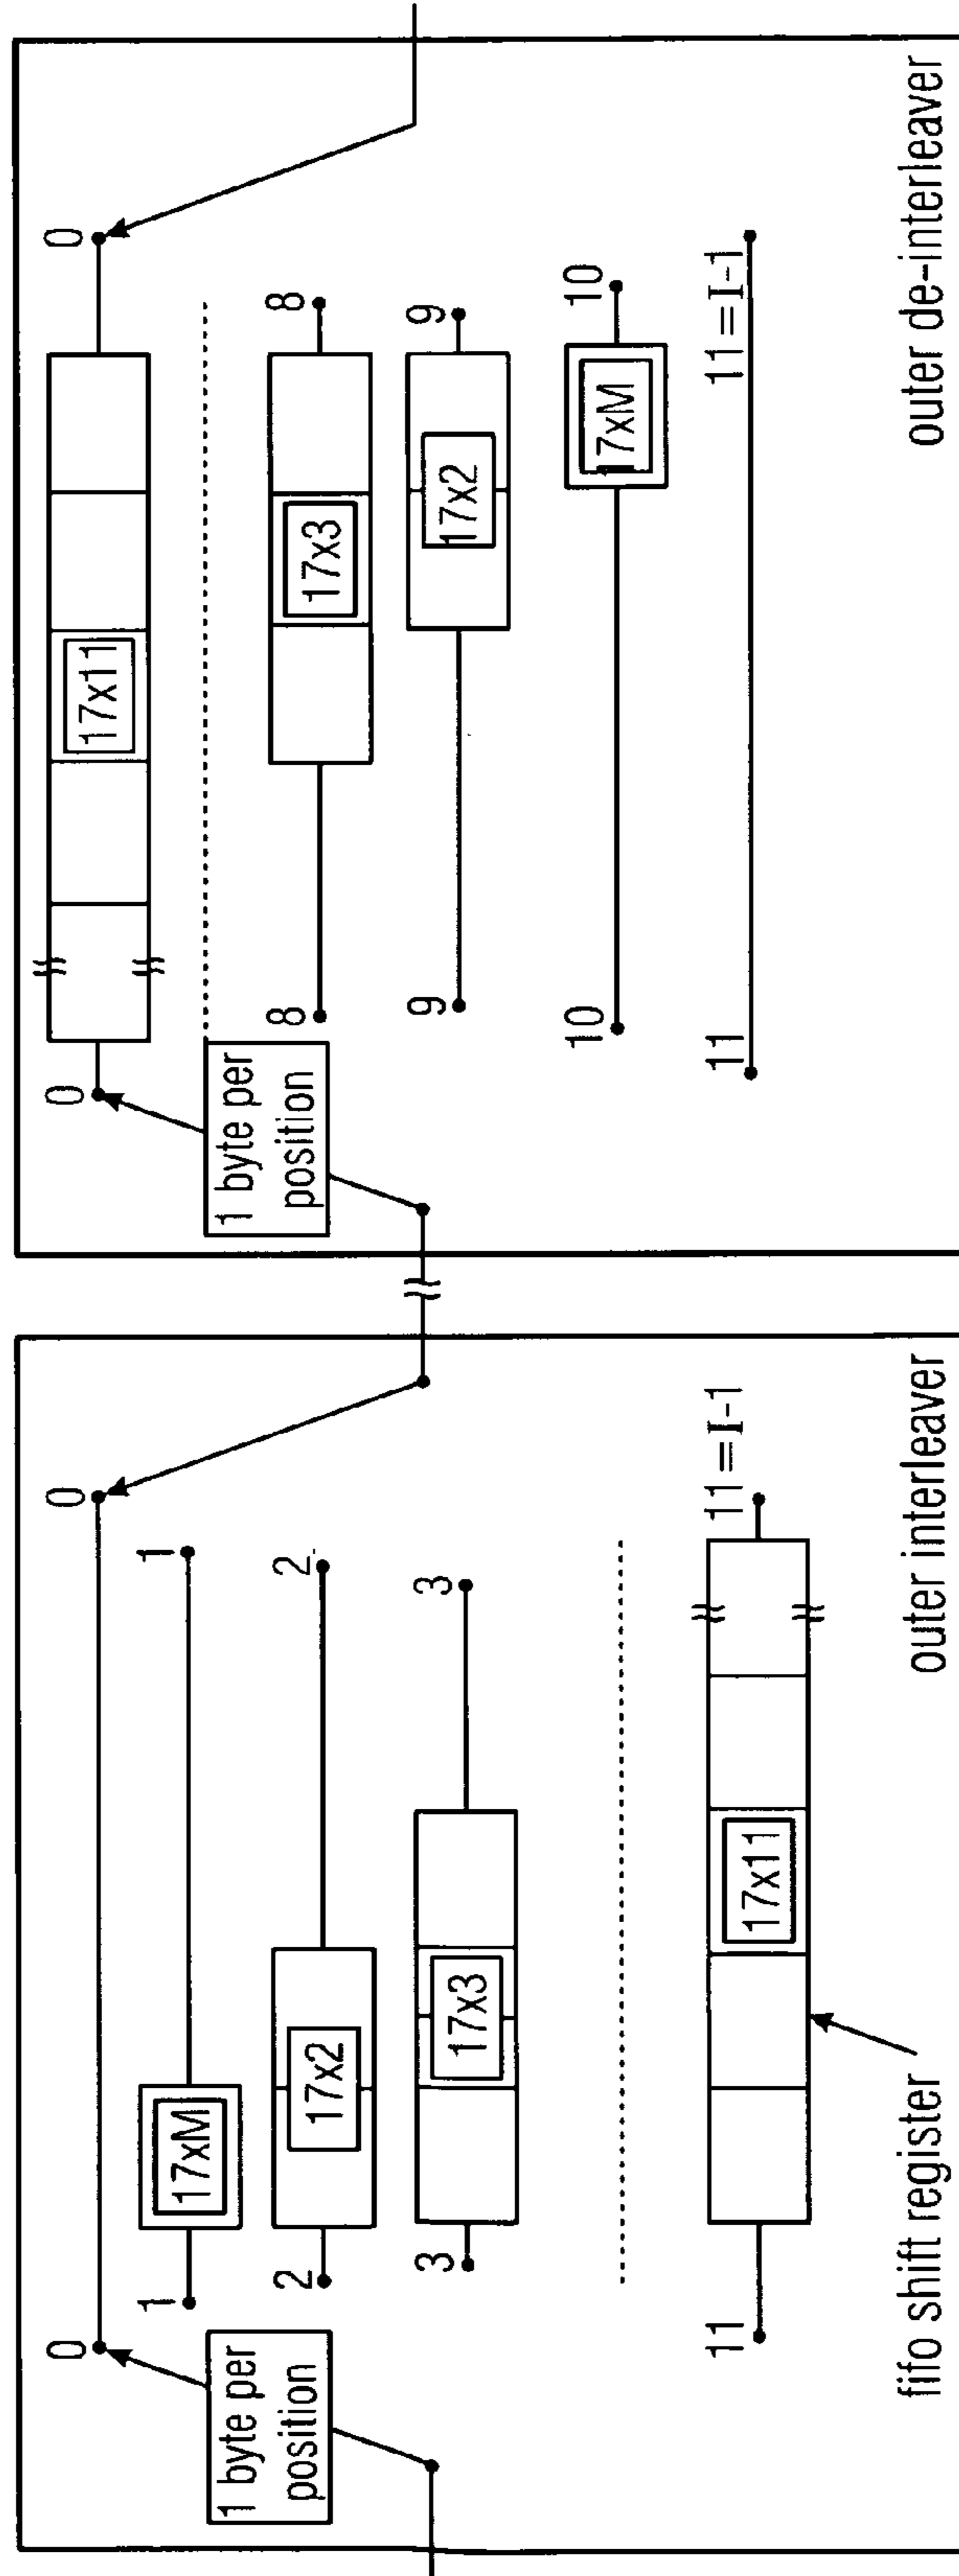 0
0
1 byte per
position
1
17xM
1
2
17x2
2
3
17x3
3
11
17x11
11=I-1
fifo shift register
outer interleaver
0
17x11
0
1 byte per
position
8
17x3
8
9
17x2
9
10
17xM
10
11
11=I-1
outer de-interleaver